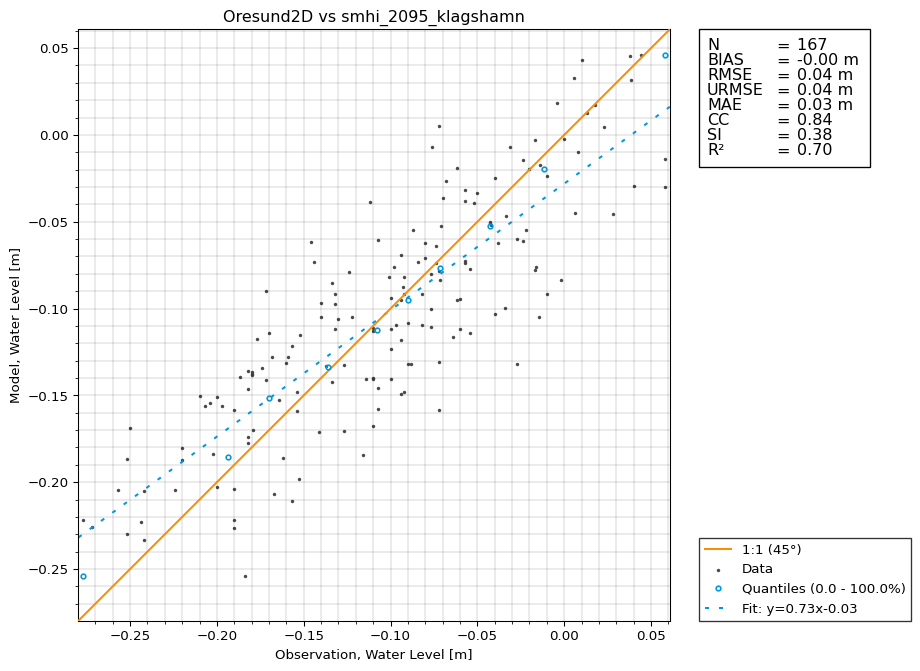 Oresund2D vs smhi_2095_klagshamn
N = 167
BIAS = -0.00 m
RMSE = 0.04 m
URMSE = 0.04 m
MAE = 0.03 m
CC = 0.84
SI = 0.38
R² = 0.70
Model, Water Level [m]
0.05
0.00
−0.05
−0.10
−0.15
−0.20
−0.25
−0.25 −0.20 −0.15 −0.10 −0.05 0.00 0.05
Observation, Water Level [m]
1:1 (45°)
Data
Quantiles (0.0 - 100.0%)
Fit: y=0.73x-0.03